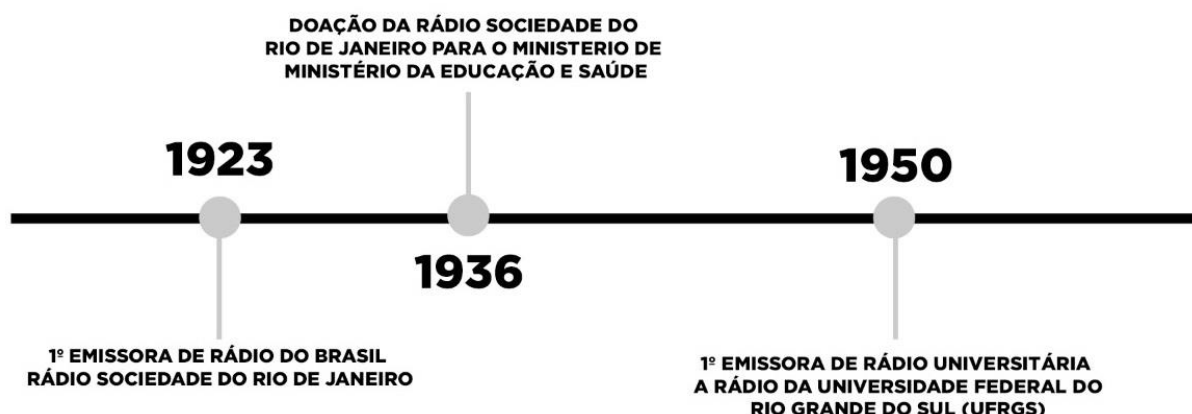 DOAÇÃO DA RÁDIO SOCIEDADE DO
RIO DE JANEIRO PARA O MINISTERIO DE
MINISTÉRIO DA EDUCAÇÃO E SAÚDE
1923
1950
1936
1º EMISSORA DE RÁDIO DO BRASIL
RÁDIO SOCIEDADE DO RIO DE JANEIRO
1º EMISSORA DE RÁDIO UNIVERSITÁRIA
A RÁDIO DA UNIVERSIDADE FEDERAL DO
RIO GRANDE DO SUL (UFRGS)